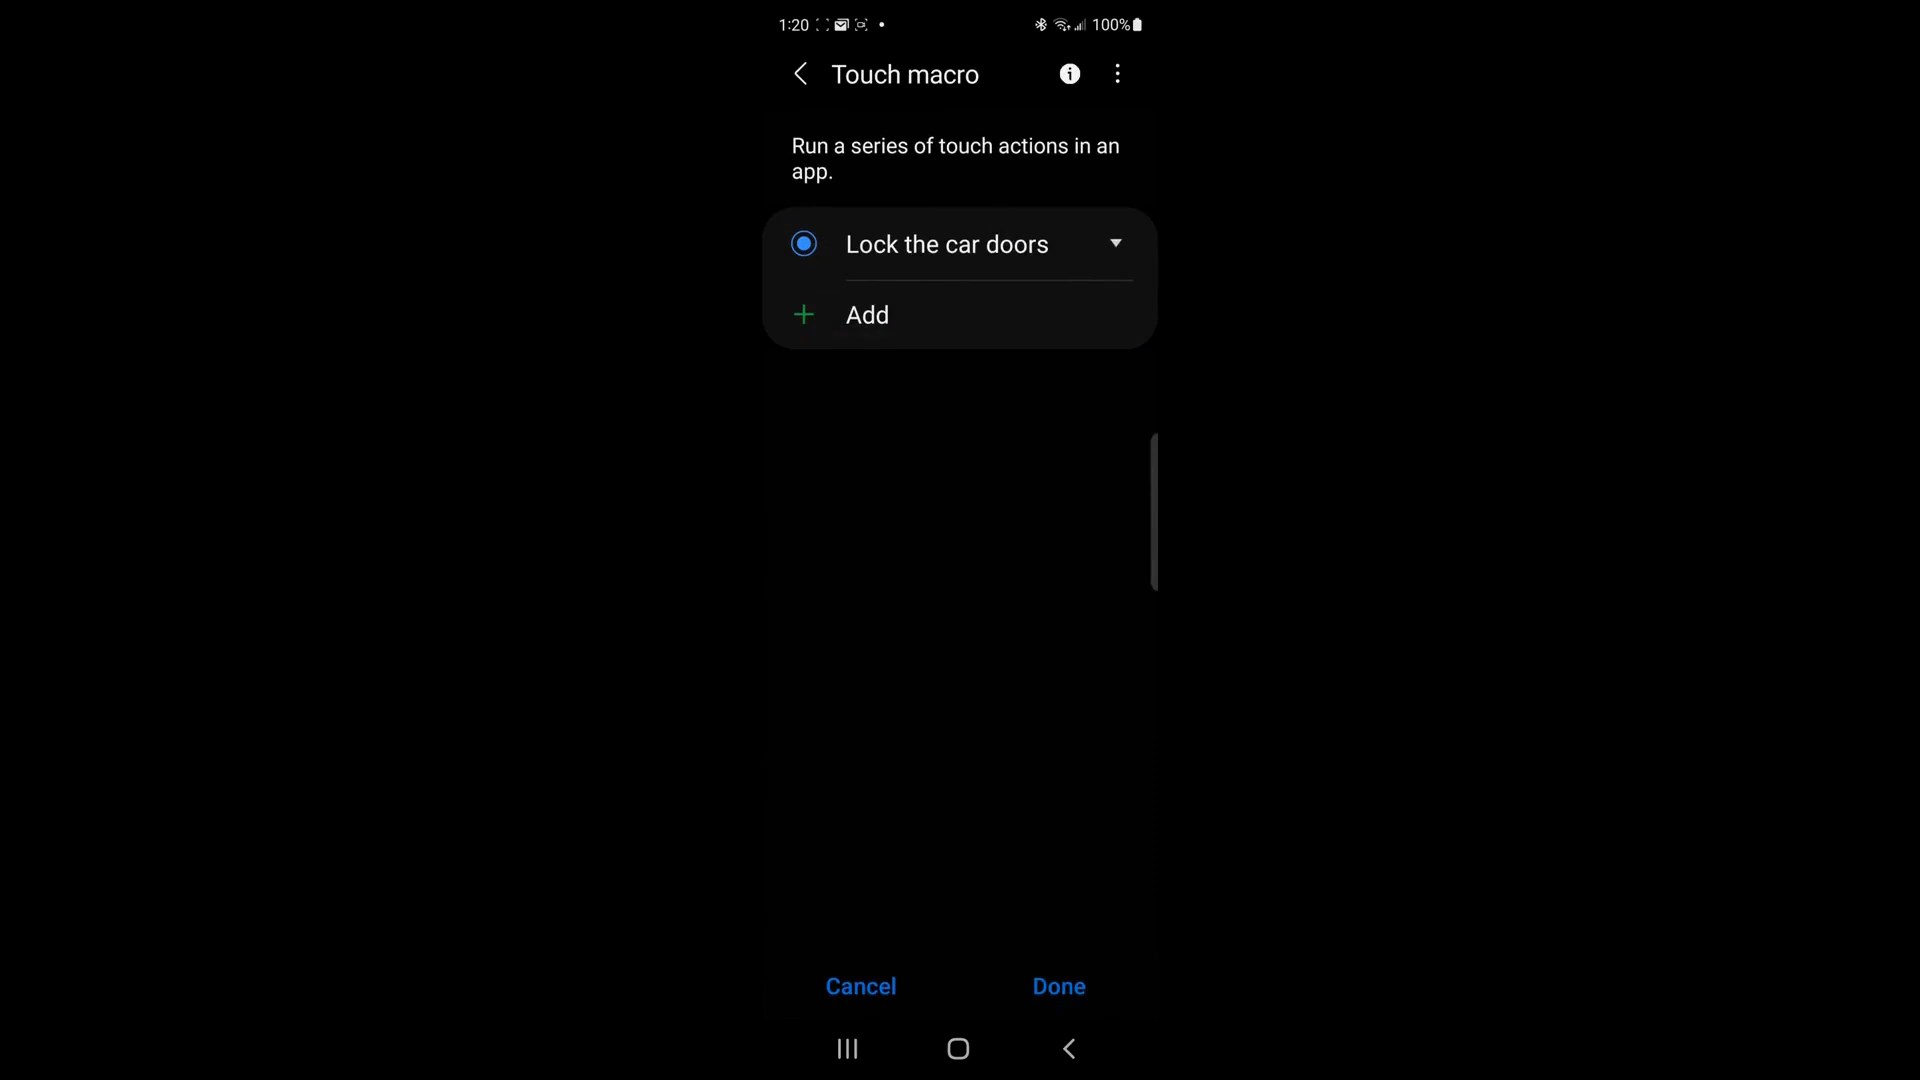 1:20 100%
Touch macro
Run a series of touch actions in an
app.
Lock the car doors
Add
Cancel Done